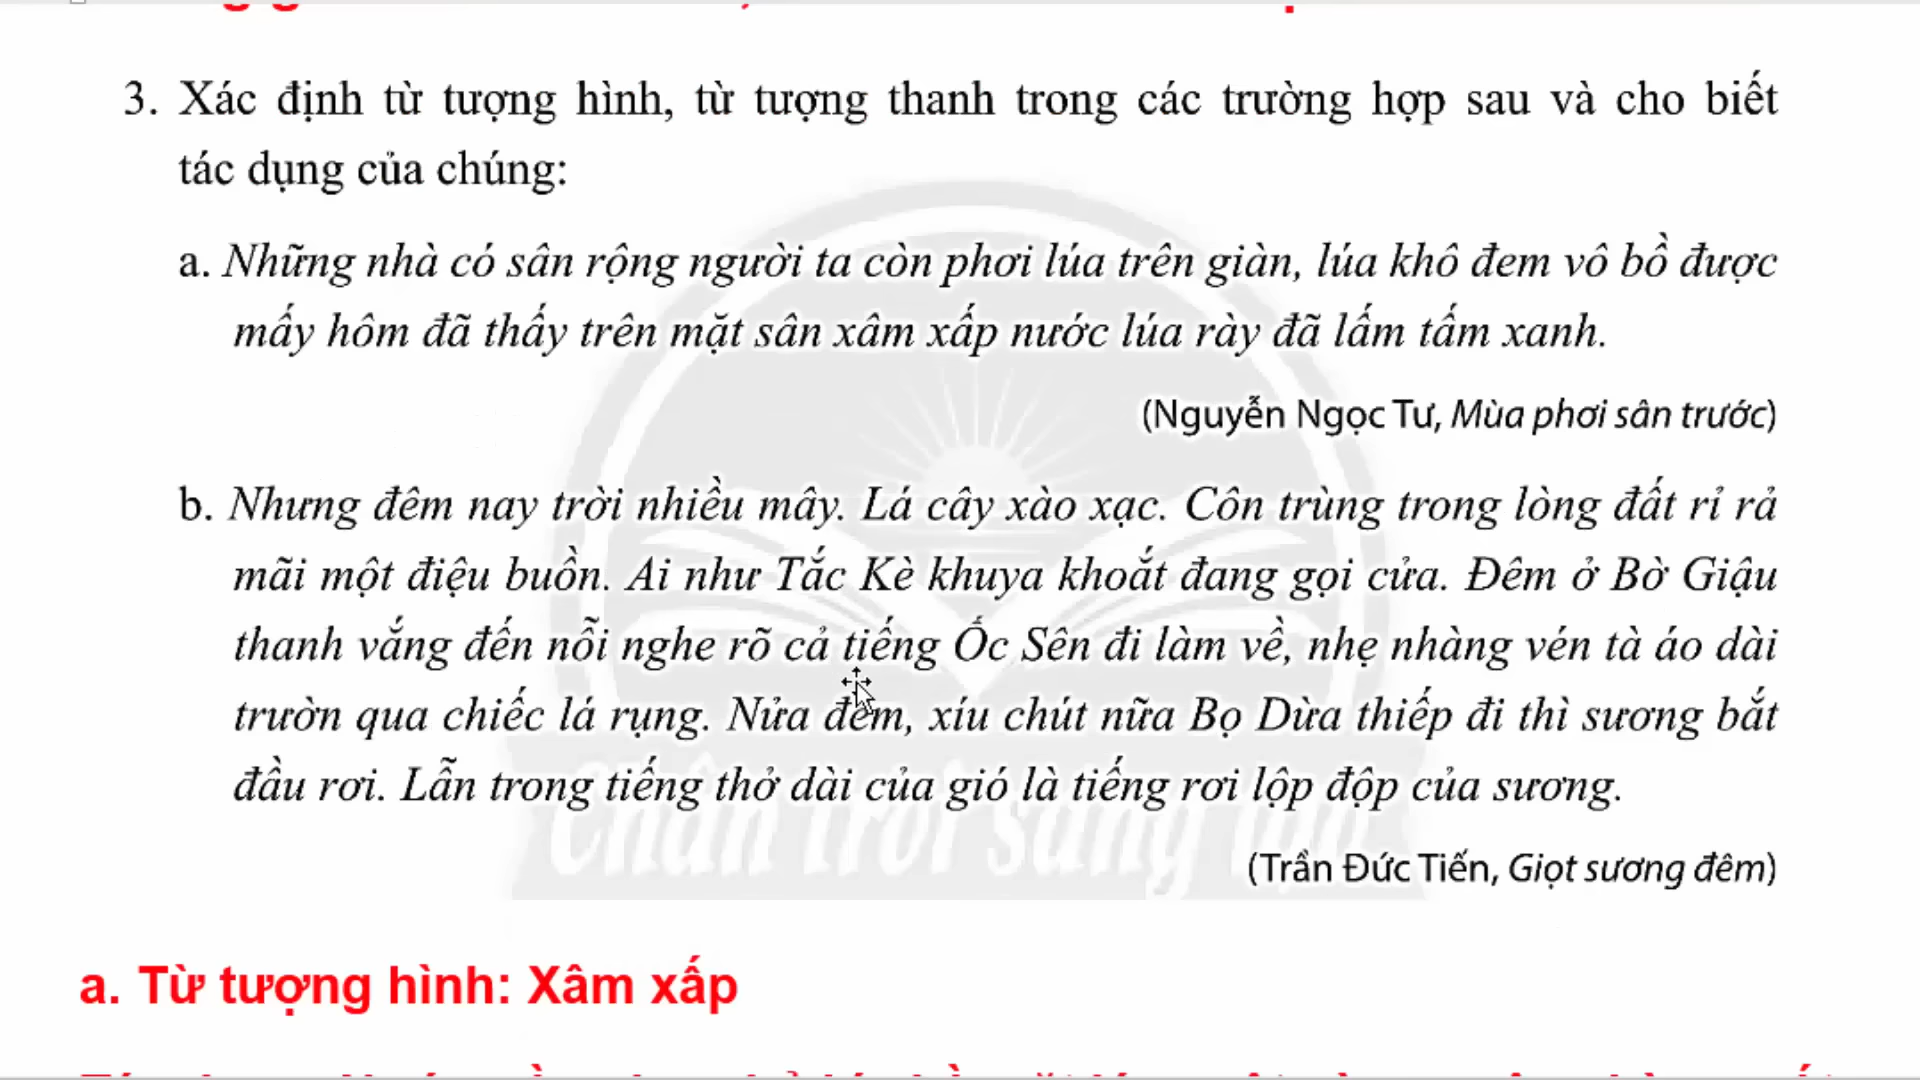 3. Xác định từ tượng hình, từ tượng thanh trong các trường hợp sau và cho biết
tác dụng của chúng:
a. Những nhà có sân rộng người ta còn phơi lúa trên giàn, lúa khô đem vô bồ được
mấy hôm đã thấy trên mặt sân xâm xấp nước lúa rày đã lấm tấm xanh.
(Nguyễn Ngọc Tư, Mùa phơi sân trước)
b. Nhưng đêm nay trời nhiều mây. Lá cây xào xạc. Côn trùng trong lòng đất rỉ rả
mãi một điệu buồn. Ai như Tắc Kè khuya khoắt đang gọi cửa. Đêm ở Bờ Giậu
thanh vắng đến nỗi nghe rõ cả tiếng Ốc Sên đi làm về, nhẹ nhàng vén tà áo dài
trườn qua chiếc lá rụng. Nửa đêm, xíu chút nữa Bọ Dừa thiếp đi thì sương bắt
đầu rơi. Lẫn trong tiếng thở dài của gió là tiếng rơi lộp độp của sương.
Chân trời sáng tạo
(Trần Đức Tiến, Giọt sương đêm)
a. Từ tượng hình: Xâm xấp